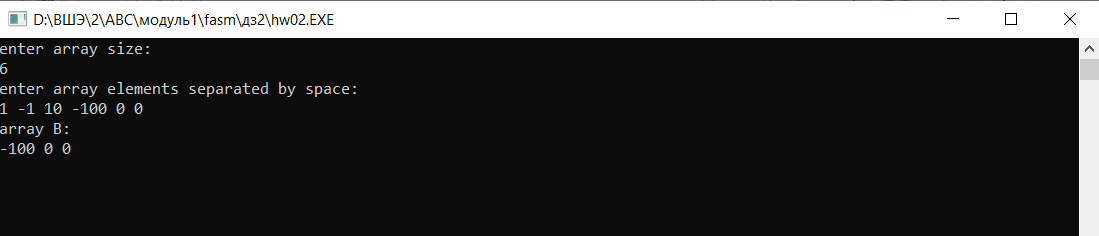 D:\ВШЭ\2\АВС\модуль1\fasm\дз2\hw02.EXE
enter array size:
6
enter array elements separated by space:
1 -1 10 -100 0 0
array B:
-100 0 0